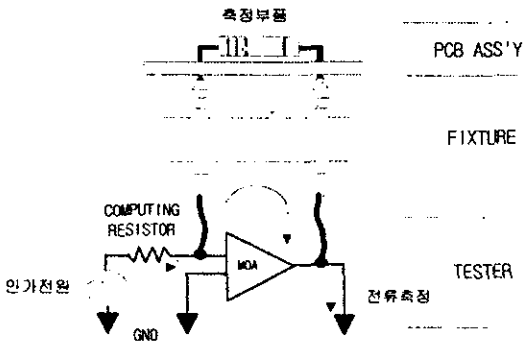 측정부품
PCB ASS'Y
FIXTURE
COMPUTING
RESISTOR
MOA
TESTER
인가전원
전류측정
GND